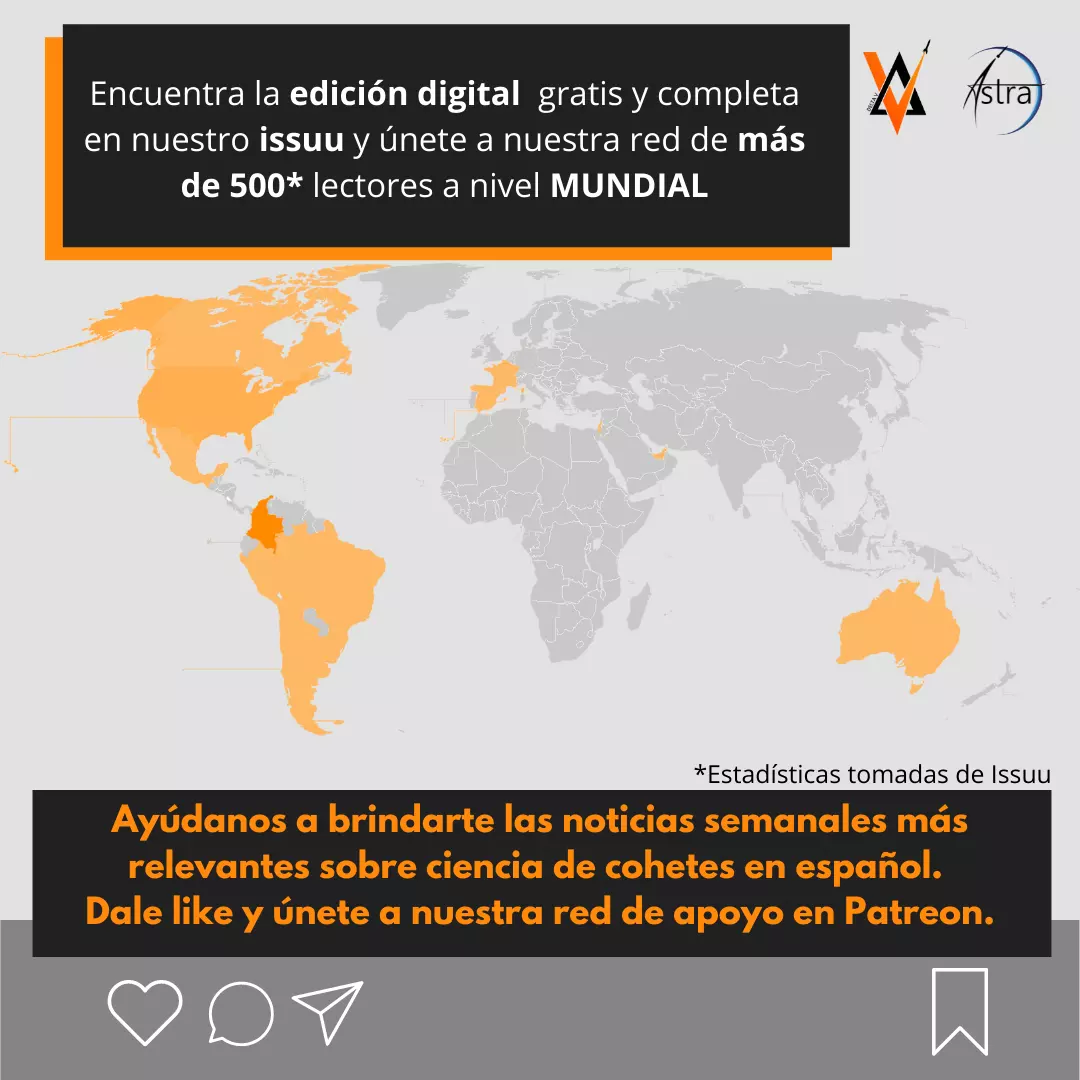 Encuentra la edición digital gratis y completa
en nuestro issuu y únete a nuestra red de más
de 500* lectores a nivel MUNDIAL
Astra
*Estadísticas tomadas de Issuu
Ayúdanos a brindarte las noticias semanales más
relevantes sobre ciencia de cohetes en español.
Dale like y únete a nuestra red de apoyo en Patreon.